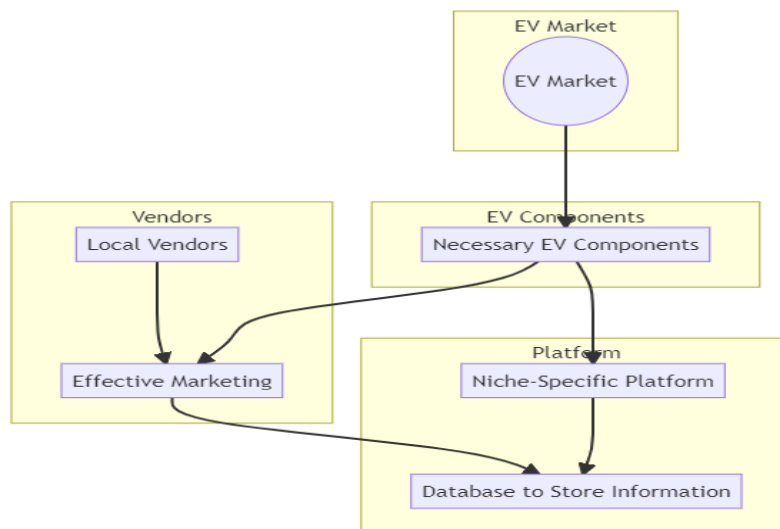 EV Market
EV Market
Vendors
Local Vendors
Effective Marketing
EV Components
Necessary EV Components
Platform
Niche-Specific Platform
Database to Store Information